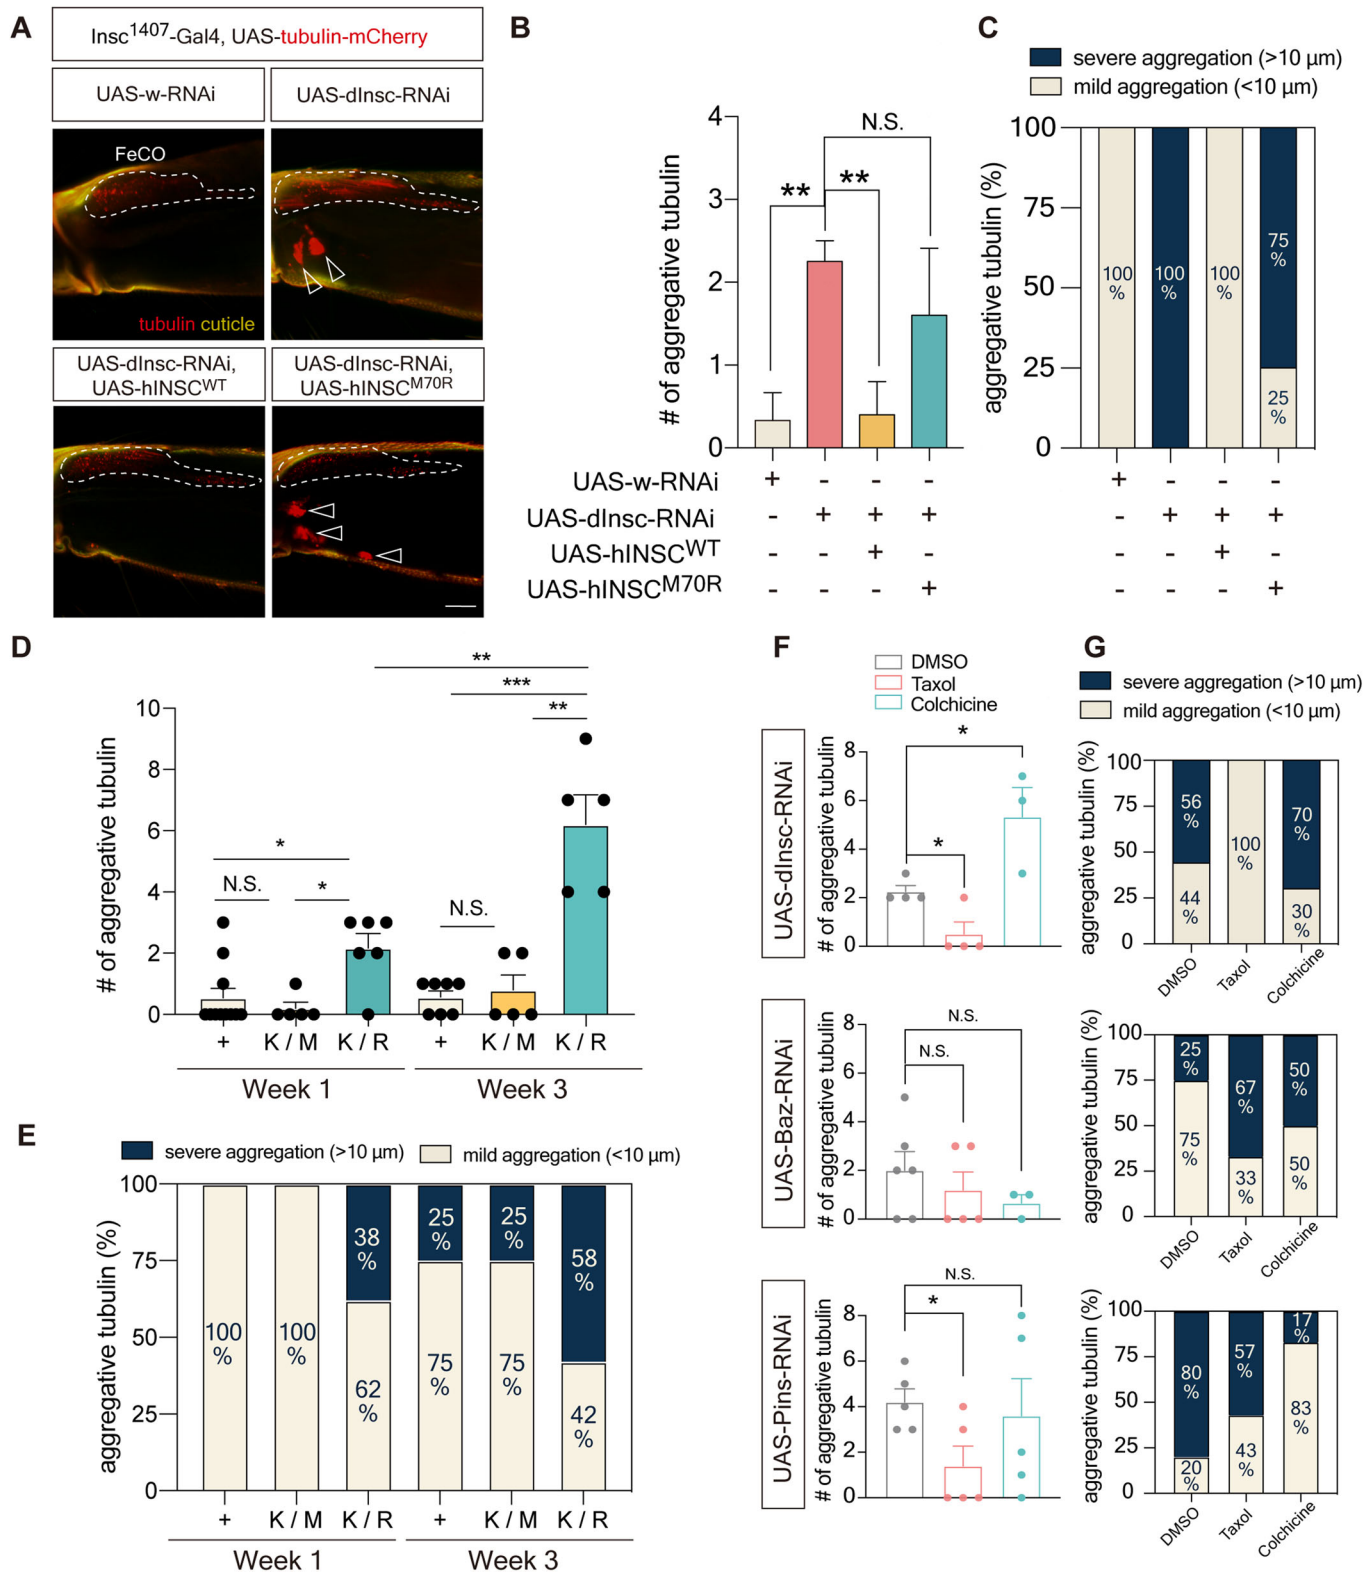 A
Insc1407-Gal4, UAS-tubulin-mCherry
UAS-w-RNAi
UAS-dInsc-RNAi
FeCO
tubulin cuticle
UAS-dInsc-RNAi,
UAS-hINSCWT
UAS-dInsc-RNAi,
UAS-hINSCM70R
B
# of aggregative tubulin
4
3
2
1
0
**
**
N.S.
UAS-w-RNAi + - - -
UAS-dInsc-RNAi - + + +
UAS-hINSCWT - - + -
UAS-hINSCM70R - - - +
C
severe aggregation (>10 µm)
mild aggregation (<10 µm)
aggregative tubulin (%)
100
75
50
25
0
100
%
100
%
100
%
75
%
25
%
+ - - -
- + + +
- - + -
- - - +
D
# of aggregative tubulin
10
8
6
4
2
0
**
***
**
*
N.S.
*
N.S.
+ K / M K / R + K / M K / R
Week 1 Week 3
E
severe aggregation (>10 µm) mild aggregation (<10 µm)
aggregative tubulin (%)
100
75
50
25
0
100
%
100
%
38
%
62
%
25
%
75
%
25
%
75
%
58
%
42
%
+ K / M K / R + K / M K / R
Week 1 Week 3
F
DMSO
Taxol
Colchicine
UAS-dInsc-RNAi
# of aggregative tubulin
8
6
4
2
0
*
*
UAS-Baz-RNAi
# of aggregative tubulin
8
6
4
2
0
N.S.
N.S.
UAS-Pins-RNAi
# of aggregative tubulin
8
6
4
2
0
N.S.
*
G
severe aggregation (>10 µm)
mild aggregation (<10 µm)
aggregative tubulin (%)
100
75
50
25
0
56
%
44
%
100
%
70
%
30
%
DMSO Taxol Colchicine
aggregative tubulin (%)
100
75
50
25
0
25
%
75
%
67
%
33
%
50
%
50
%
DMSO Taxol Colchicine
aggregative tubulin (%)
100
75
50
25
0
80
%
20
%
57
%
43
%
17
%
83
%
DMSO Taxol Colchicine